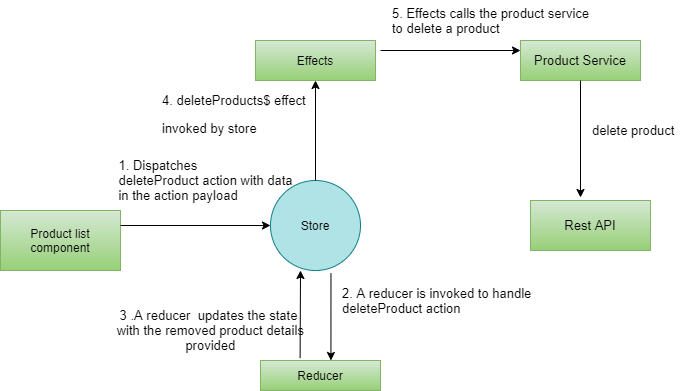 5. Effects calls the product service
to delete a product
Effects
Product Service
4. deleteProducts$ effect
invoked by store
delete product
1. Dispatches
deleteProduct action with data
in the action payload
Product list
component
Store
Rest API
2. A reducer is invoked to handle
deleteProduct action
3 .A reducer updates the state
with the removed product details
provided
Reducer